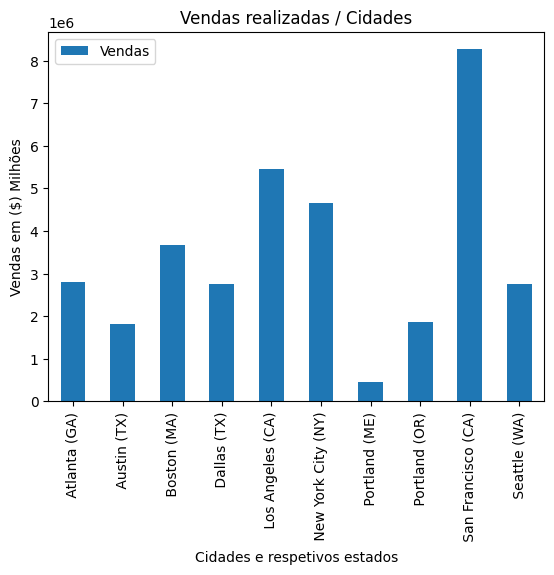 Vendas realizadas / Cidades
1e6
Vendas
Vendas em ($) Milhões
8
7
6
5
4
3
2
1
0
Atlanta (GA)
Austin (TX)
Boston (MA)
Dallas (TX)
Los Angeles (CA)
New York City (NY)
Portland (ME)
Portland (OR)
San Francisco (CA)
Seattle (WA)
Cidades e respetivos estados